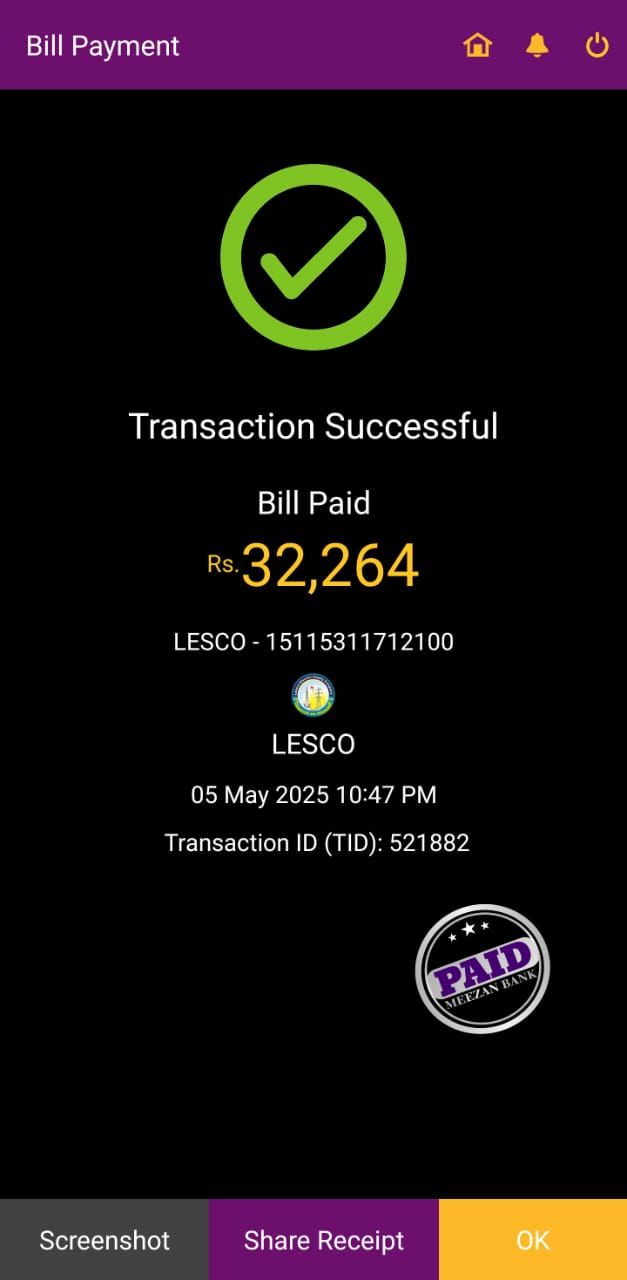 Bill Payment
Transaction Successful
Bill Paid
Rs.32,264
LESCO - 15115311712100
LESCO
05 May 2025 10:47 PM
Transaction ID (TID): 521882
PAID
MEEZAN BANK
Screenshot
Share Receipt
OK